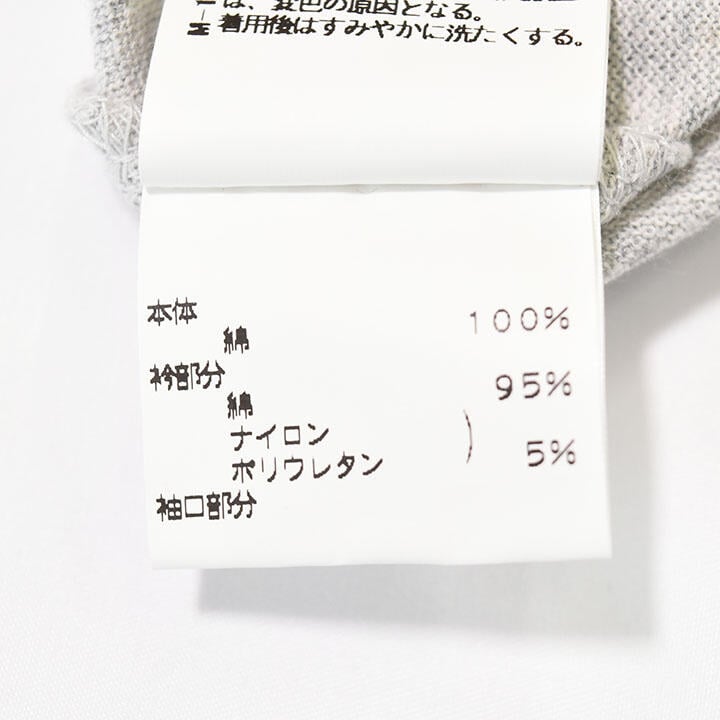 は、変色の原因となる。
着用後はすみやかに洗たくする。
本体
綿 100%
衿部分
綿 95%
ナイロン
ポリウレタン ) 5%
袖口部分